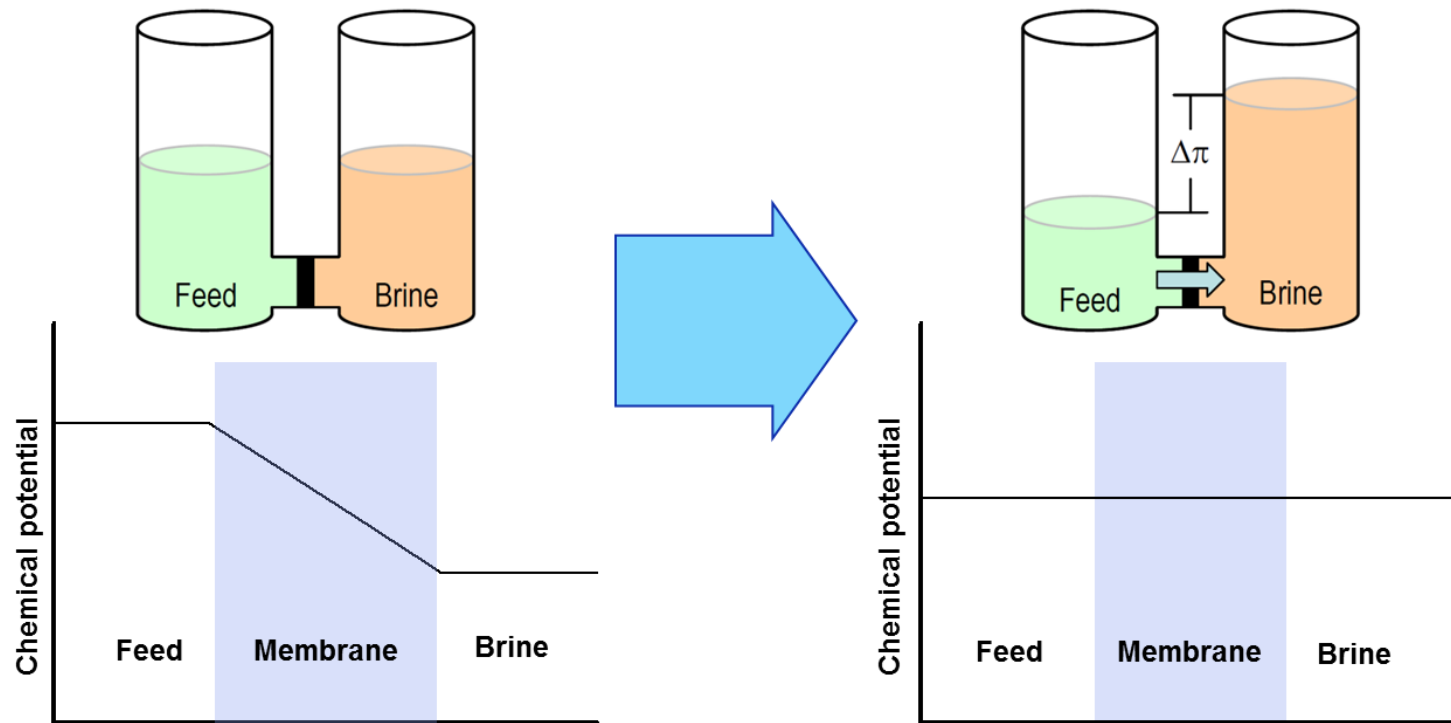 Feed
Brine
Chemical potential
Feed
Membrane
Brine
Δπ
Feed
Brine
Chemical potential
Feed
Membrane
Brine